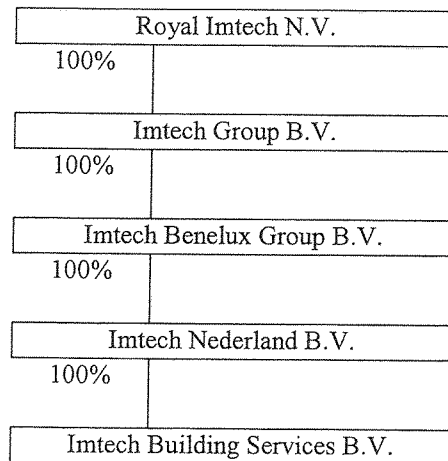 Royal Imtech N.V.
100%
Imtech Group B.V.
100%
Imtech Benelux Group B.V.
100%
Imtech Nederland B.V.
100%
Imtech Building Services B.V.